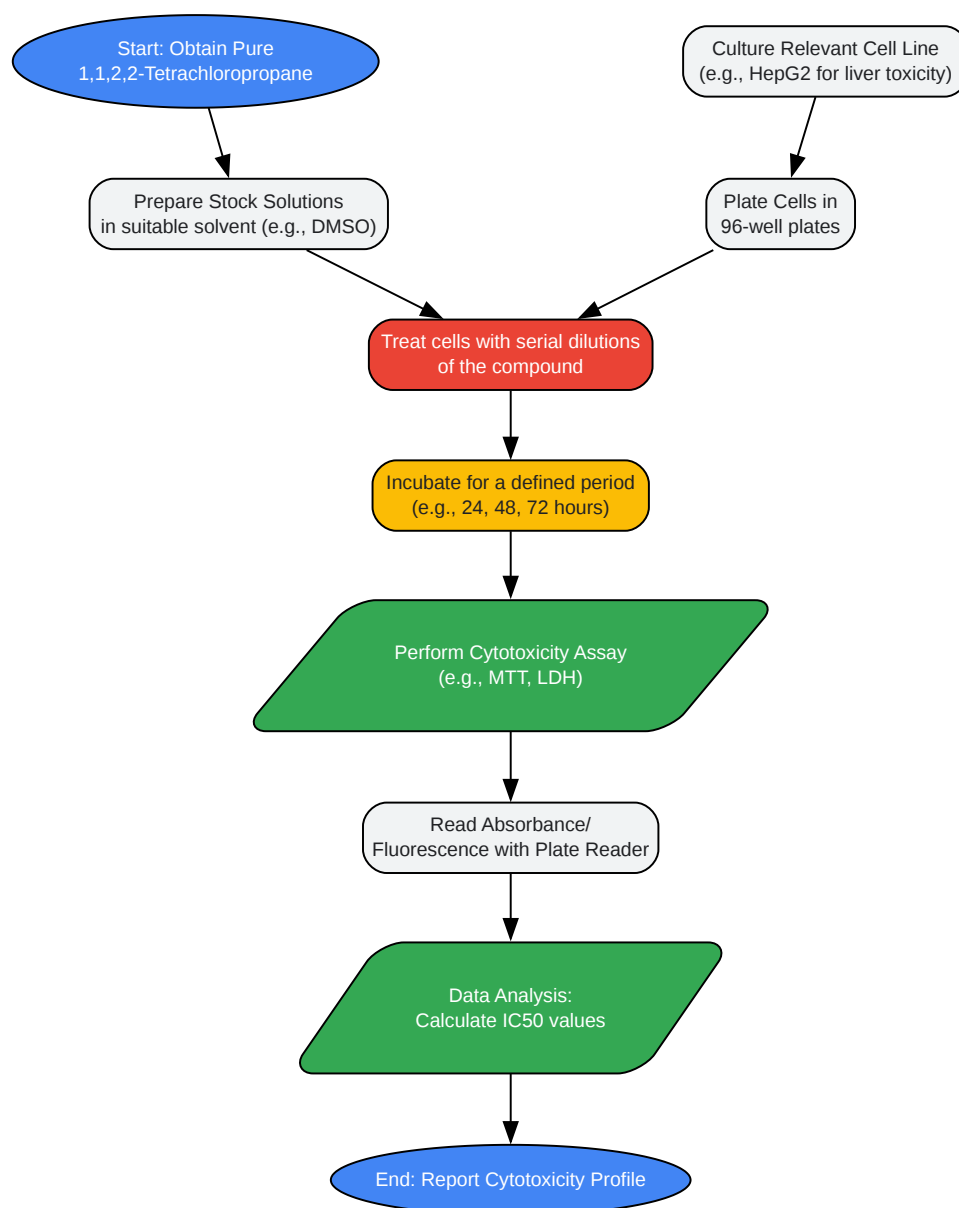 Start: Obtain Pure
1,1,2,2-Tetrachloropropane
Culture Relevant Cell Line
(e.g., HepG2 for liver toxicity)
Prepare Stock Solutions
in suitable solvent (e.g., DMSO)
Plate Cells in
96-well plates
Treat cells with serial dilutions
of the compound
Incubate for a defined period
(e.g., 24, 48, 72 hours)
Perform Cytotoxicity Assay
(e.g., MTT, LDH)
Read Absorbance/
Fluorescence with Plate Reader
Data Analysis:
Calculate IC50 values
End: Report Cytotoxicity Profile